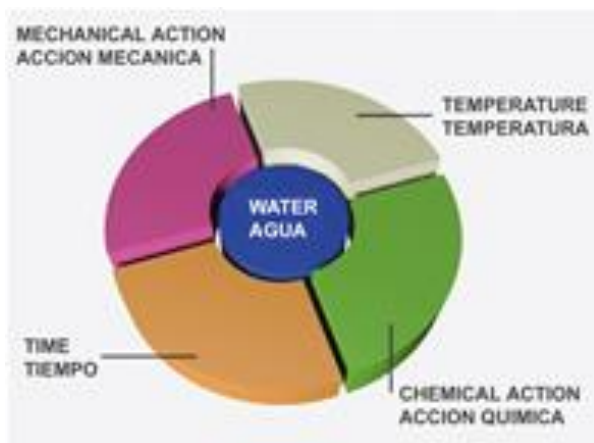 MECHANICAL ACTION
ACCION MECANICA
TEMPERATURE
TEMPERATURA
WATER
AGUA
TIME
TIEMPO
CHEMICAL ACTION
ACCION QUIMICA